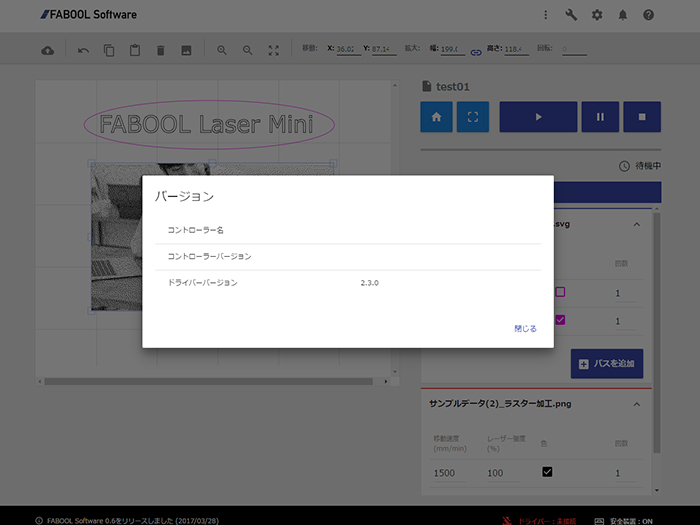 FABOOL Software
移動: X: 36.02 Y: 87.14 拡大: 幅: 199.0 高さ: 118.4 回転: 0
test01
FABOOL Laser Mini
待機中
バージョン
コントローラー名
コントローラーバージョン
ドライバーバージョン 2.3.0
閉じる
.svg
回数
1
1
パスを追加
サンプルデータ(2)_ラスター加工.png
移動速度 (mm/min) レーザー強度 (%) 色 回数
1500 100 1
FABOOL Software 0.6をリリースしました (2017/03/28)
ドライバー : 未接続 安全装置 : ON